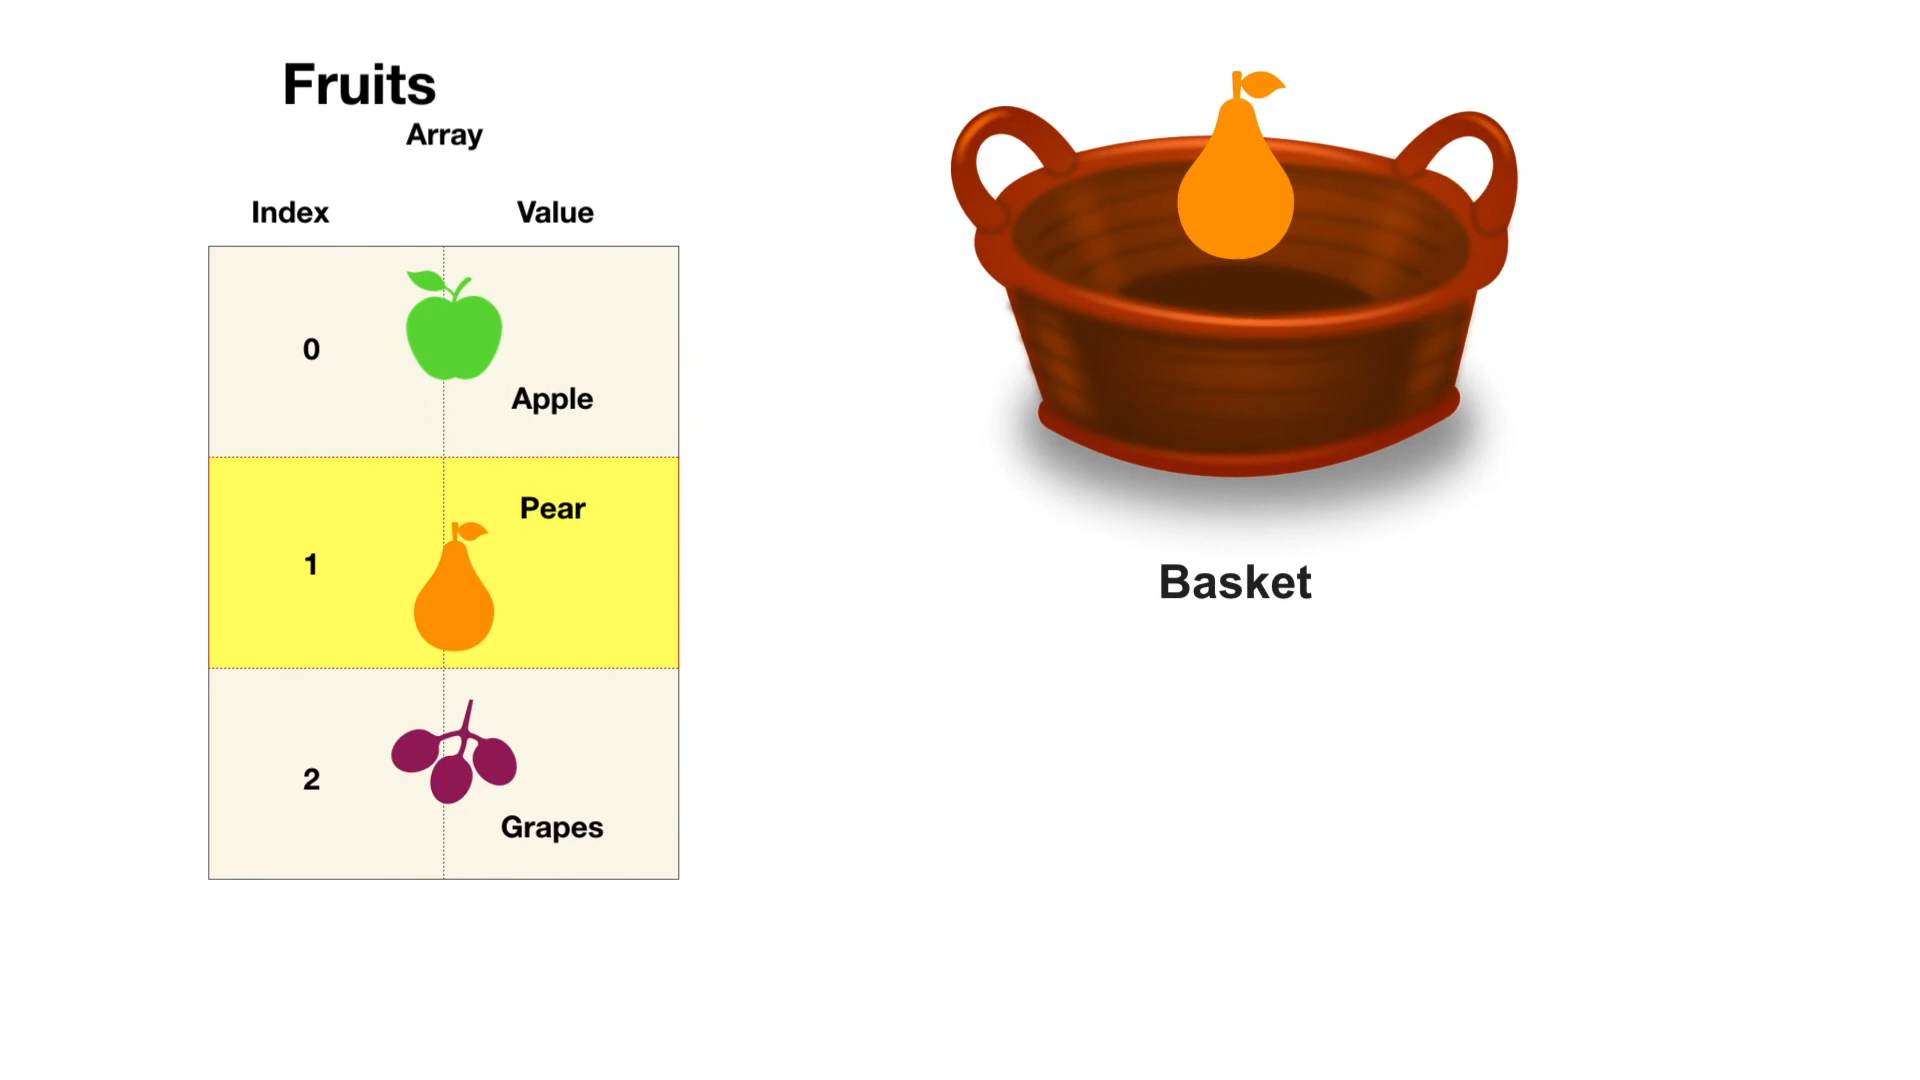 Fruits
Array
Index Value
0
Apple
Pear
1
2
Grapes
Basket